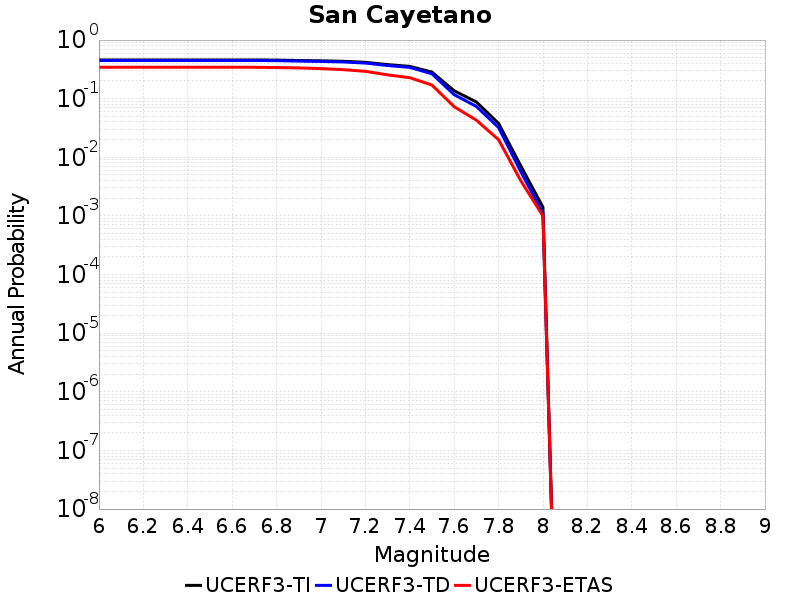 San Cayetano
10^0
10^-1
10^-2
10^-3
10^-4
10^-5
10^-6
10^-7
10^-8
Annual Probability
6 6.2 6.4 6.6 6.8 7 7.2 7.4 7.6 7.8 8 8.2 8.4 8.6 8.8 9
Magnitude
UCERF3-TI UCERF3-TD UCERF3-ETAS